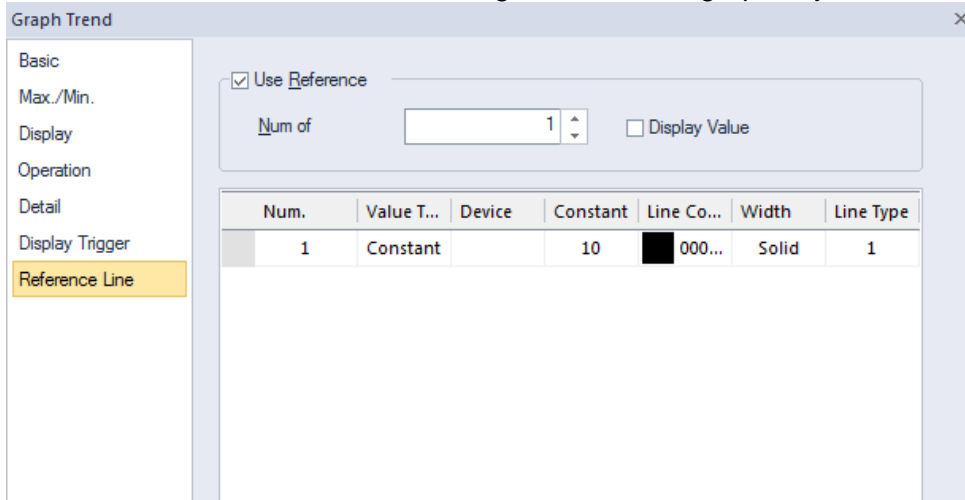 Graph Trend
Basic
Max./Min.
Display
Operation
Detail
Display Trigger
Reference Line
Use Reference
Num of 1 Display Value
Num. Value T... Device Constant Line Co... Width Line Type
1 Constant 10 000... Solid 1